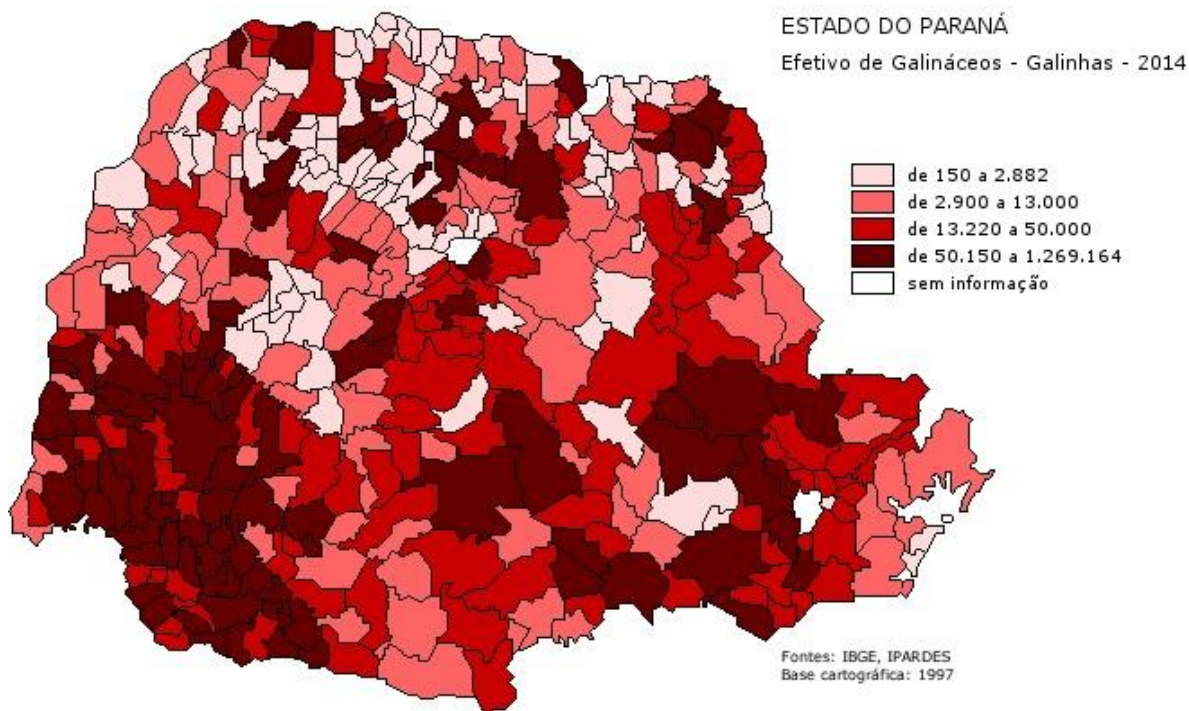 ESTADO DO PARANÁ
Efetivo de Galináceos - Galinhas - 2014
de 150 a 2.882
de 2.900 a 13.000
de 13.220 a 50.000
de 50.150 a 1.269.164
sem informação
Fontes: IBGE, IPARDES
Base cartográfica: 1997